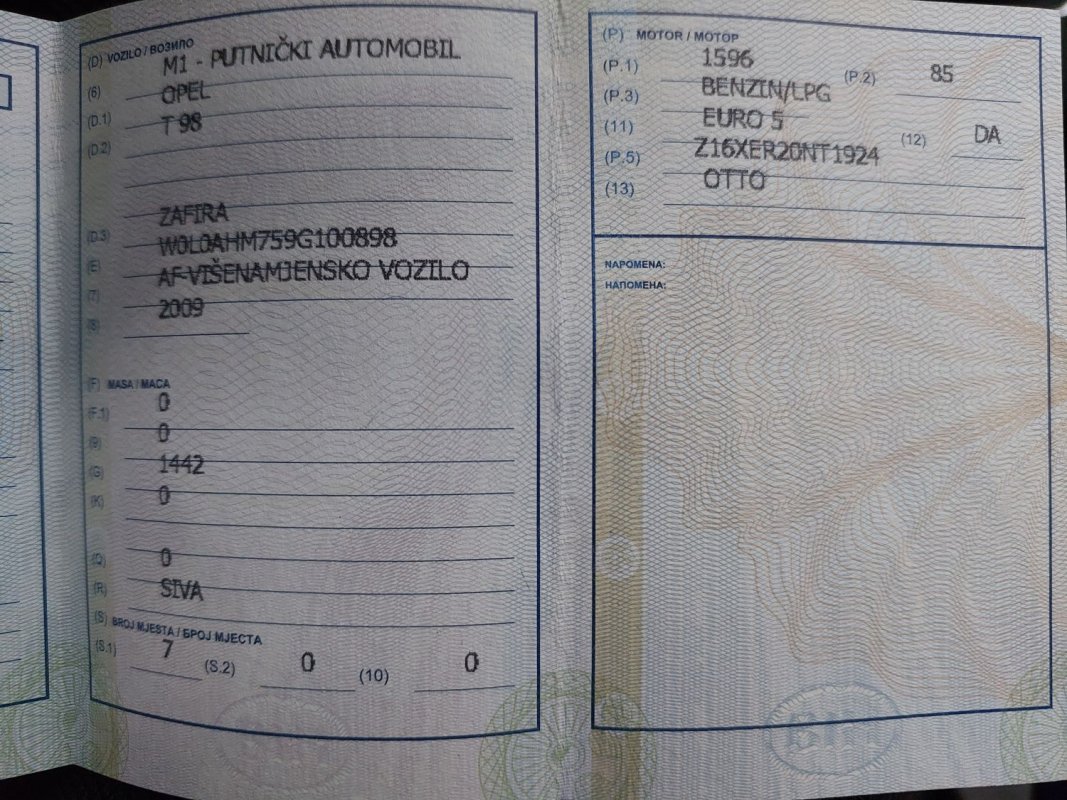 (D) VOZILO / ВОЗИЛО
M1 - PUTNIČKI AUTOMOBIL
(6) OPEL
(D.1) T 98
(D.2)
ZAFIRA
(D.3) W0L0AHM759G100898
(E) AF-VIŠENAMJENSKO VOZILO
(7) 2009
(8)
(F) MASA / МАСА
0
(F.1) 0
(9) 1442
(G) 0
(K)
0
(Q) SIVA
(R)
(S) BROJ MJESTA / БРОЈ МЈЕСТА
(S.1) 7 (S.2) 0 (10) 0
(P) MOTOR / МОТОР
(P.1) 1596 (P.2) 85
(P.3) BENZIN/LPG
(11) EURO 5 (12) DA
(P.5) Z16XER20NT1924
(13) OTTO
NAPOMENA:
НАПОМЕНА:
BIH
BIH